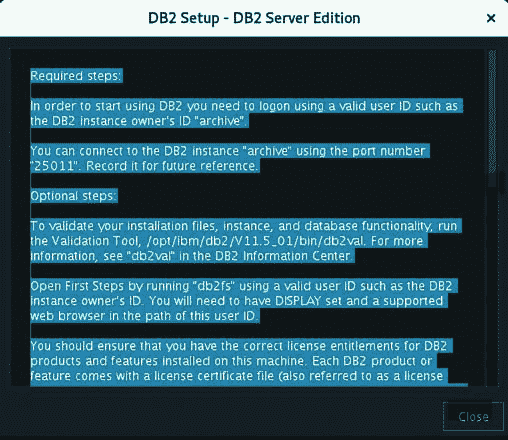 DB2 Setup - DB2 Server Edition
Required steps:
In order to start using DB2 you need to logon using a valid user ID such as
the DB2 instance owner's ID "archive".
You can connect to the DB2 instance "archive" using the port number
"25011". Record it for future reference.
Optional steps:
To validate your installation files, instance, and database functionality, run
the Validation Tool, /opt/ibm/db2/V11.5_01/bin/db2val. For more
information, see "db2val" in the DB2 Information Center.
Open First Steps by running "db2fs" using a valid user ID such as the DB2
instance owner's ID. You will need to have DISPLAY set and a supported
web browser in the path of this user ID.
You should ensure that you have the correct license entitlements for DB2
products and features installed on this machine. Each DB2 product or
feature comes with a license certificate file (also referred to as a license
Close